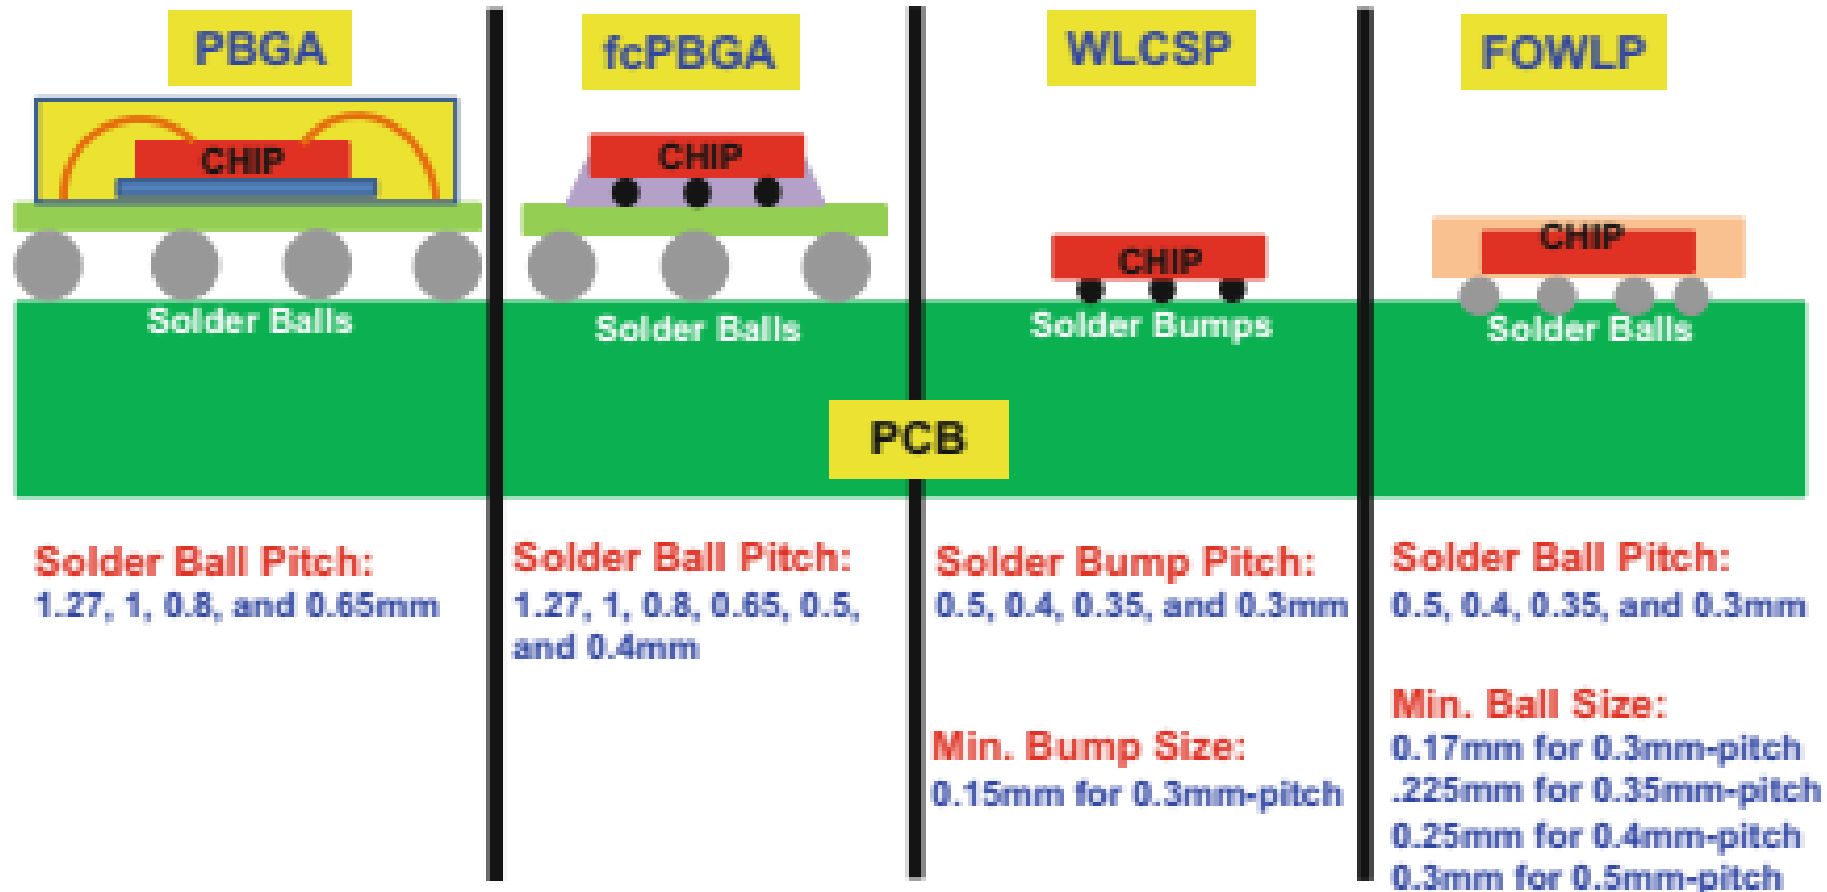 PBGA
CHIP
Solder Balls
Solder Ball Pitch:
1.27, 1, 0.8, and 0.65mm
fcPBGA
CHIP
Solder Balls
Solder Ball Pitch:
1.27, 1, 0.8, 0.65, 0.5,
and 0.4mm
WLCSP
CHIP
Solder Bumps
PCB
Solder Bump Pitch:
0.5, 0.4, 0.35, and 0.3mm
Min. Bump Size:
0.15mm for 0.3mm-pitch
FOWLP
CHIP
Solder Balls
Solder Ball Pitch:
0.5, 0.4, 0.35, and 0.3mm
Min. Ball Size:
0.17mm for 0.3mm-pitch
.225mm for 0.35mm-pitch
0.25mm for 0.4mm-pitch
0.3mm for 0.5mm-pitch